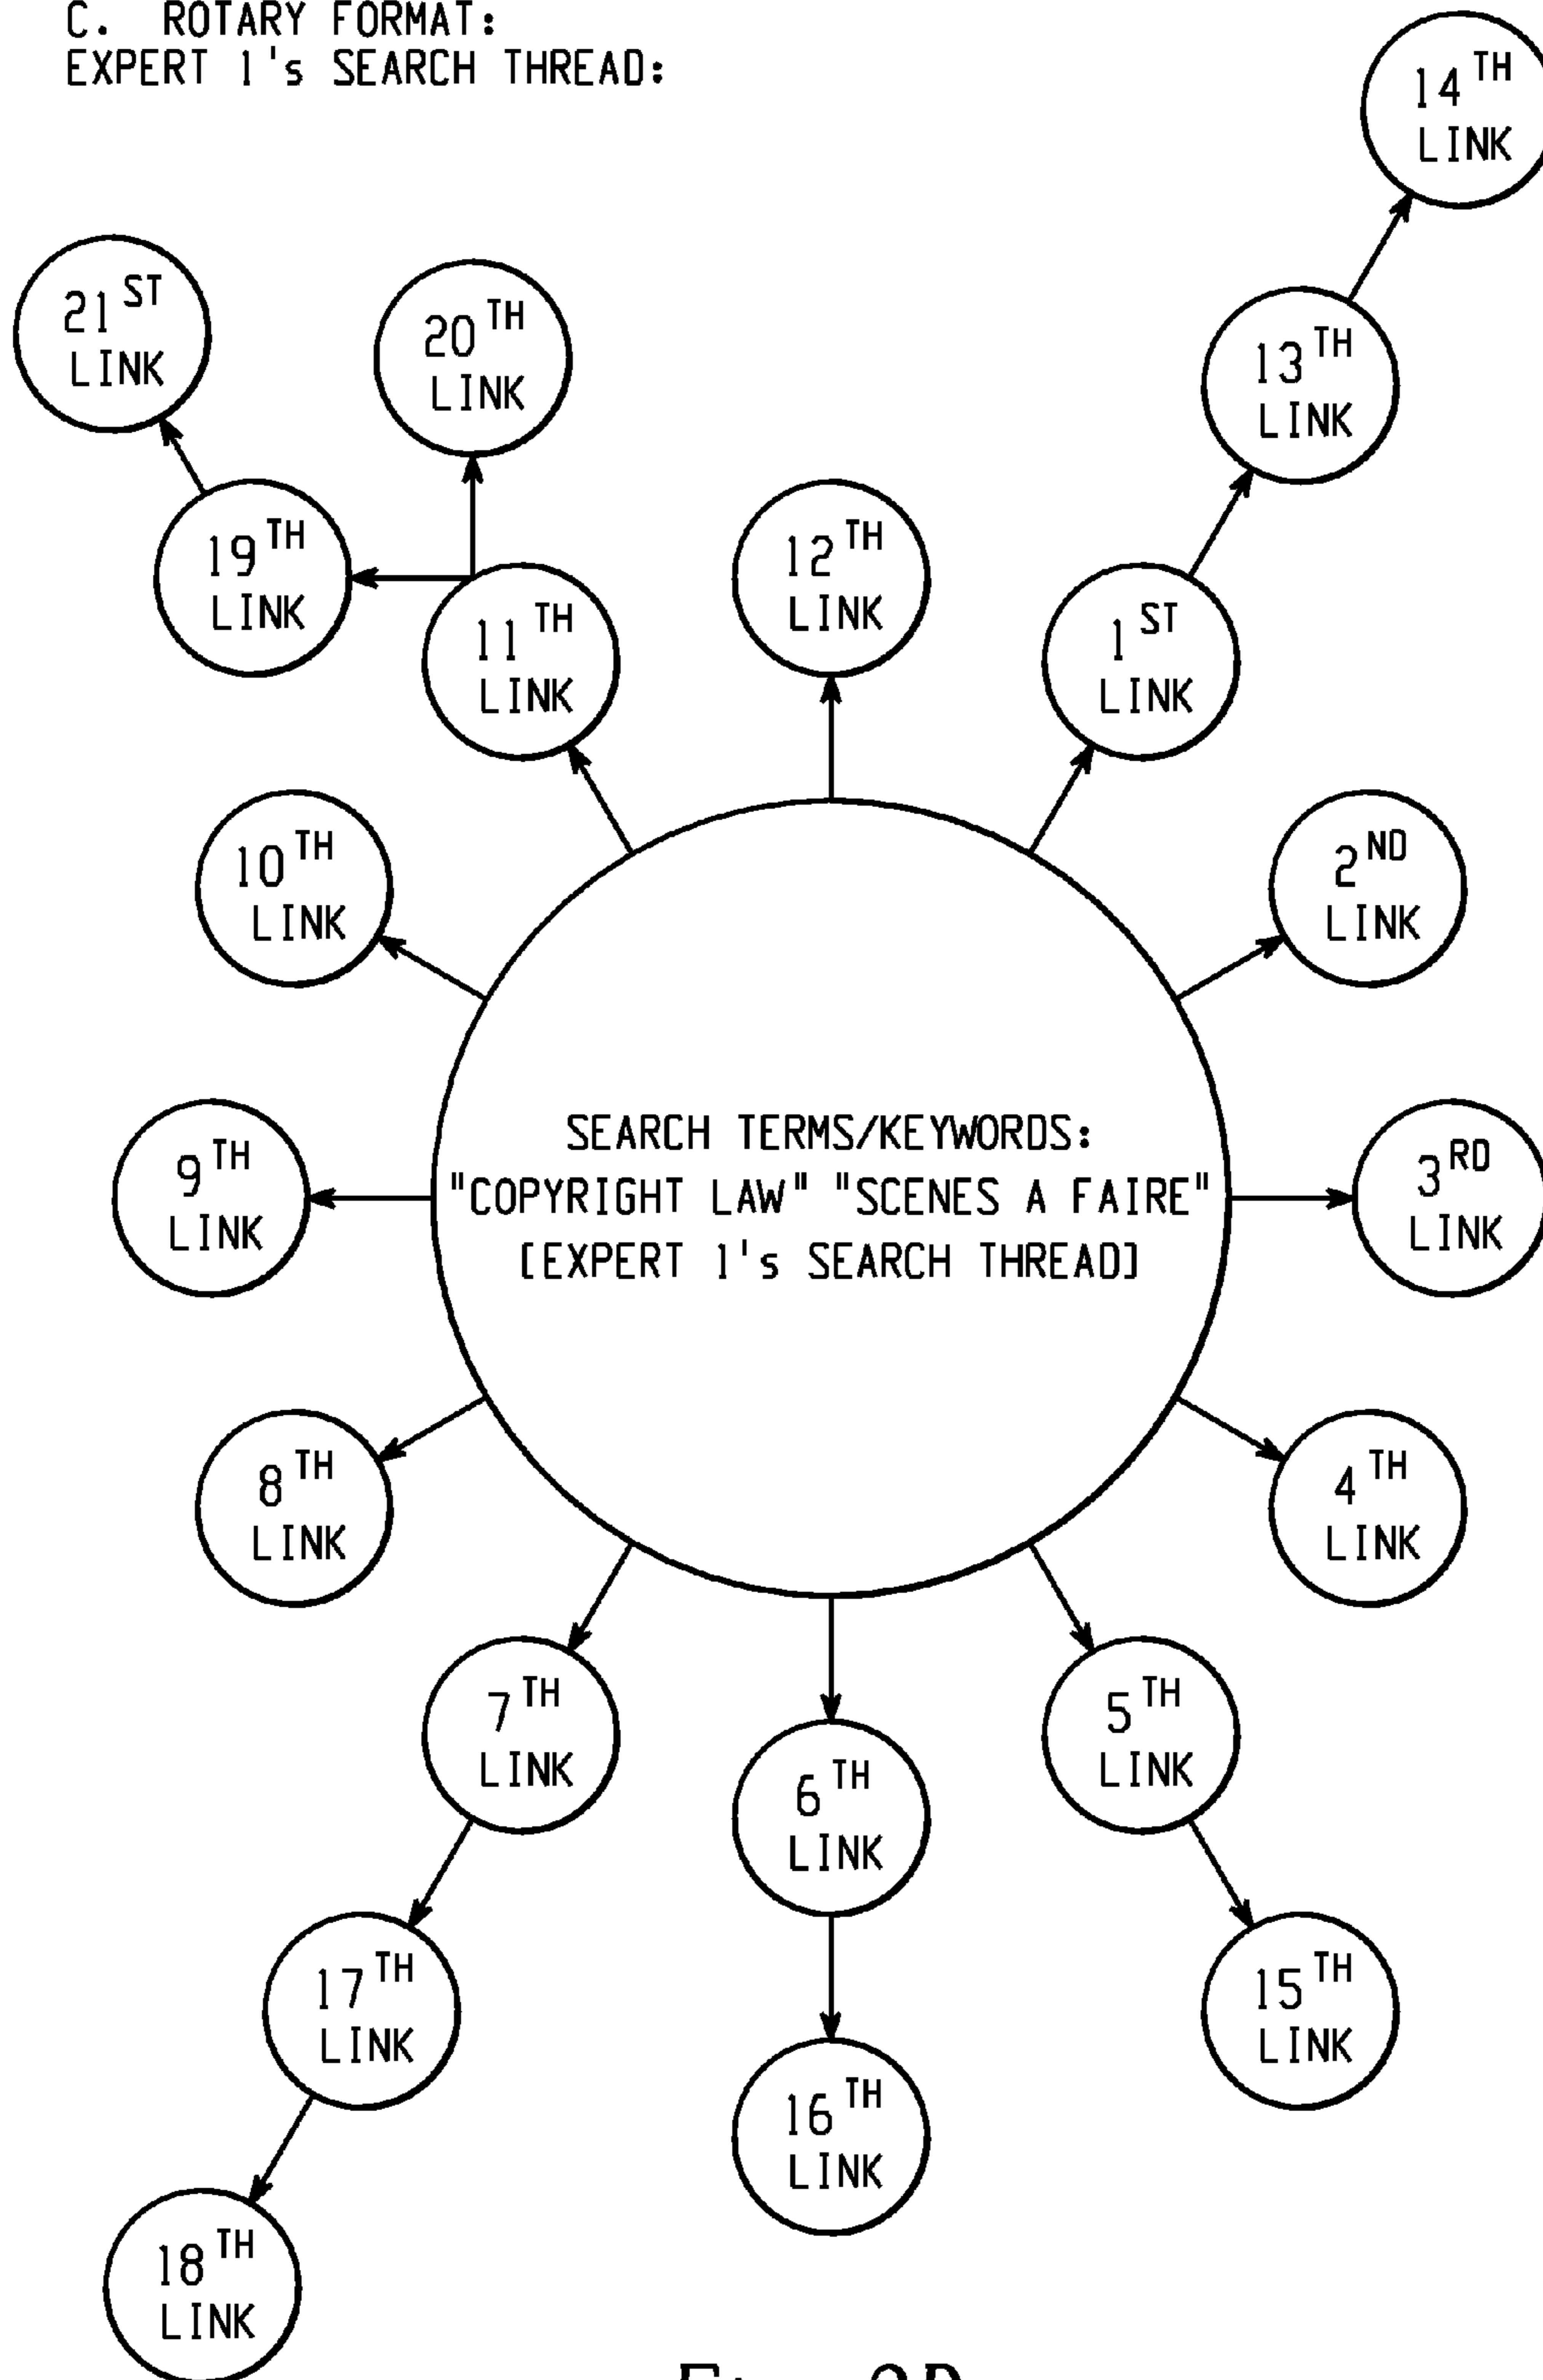 C. ROTARY FORMAT:
EXPERT 1's SEARCH THREAD:
14TH
LINK
21ST
LINK
20TH
LINK
13TH
LINK
19TH
LINK
12TH
LINK
11TH
LINK
1ST
LINK
10TH
LINK
2ND
LINK
SEARCH TERMS/KEYWORDS:
"COPYRIGHT LAW" "SCENES A FAIRE"
[EXPERT 1's SEARCH THREAD]
9TH
LINK
3RD
LINK
8TH
LINK
4TH
LINK
7TH
LINK
6TH
LINK
5TH
LINK
17TH
LINK
15TH
LINK
16TH
LINK
18TH
LINK